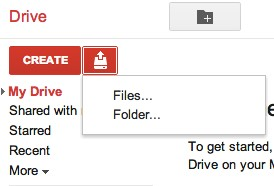 Drive
CREATE
Files...
Folder...
My Drive
Shared with
Starred
Recent
More
To get started,
Drive on your